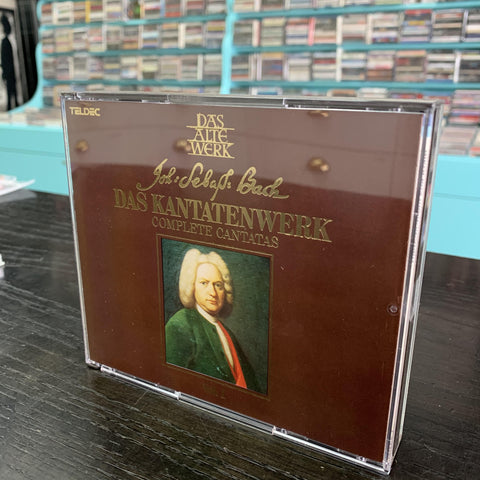 TELDEC
DAS
ALTE
WERK
Joh: Sebast: Bach
DAS KANTATENWERK
COMPLETE CANTATAS